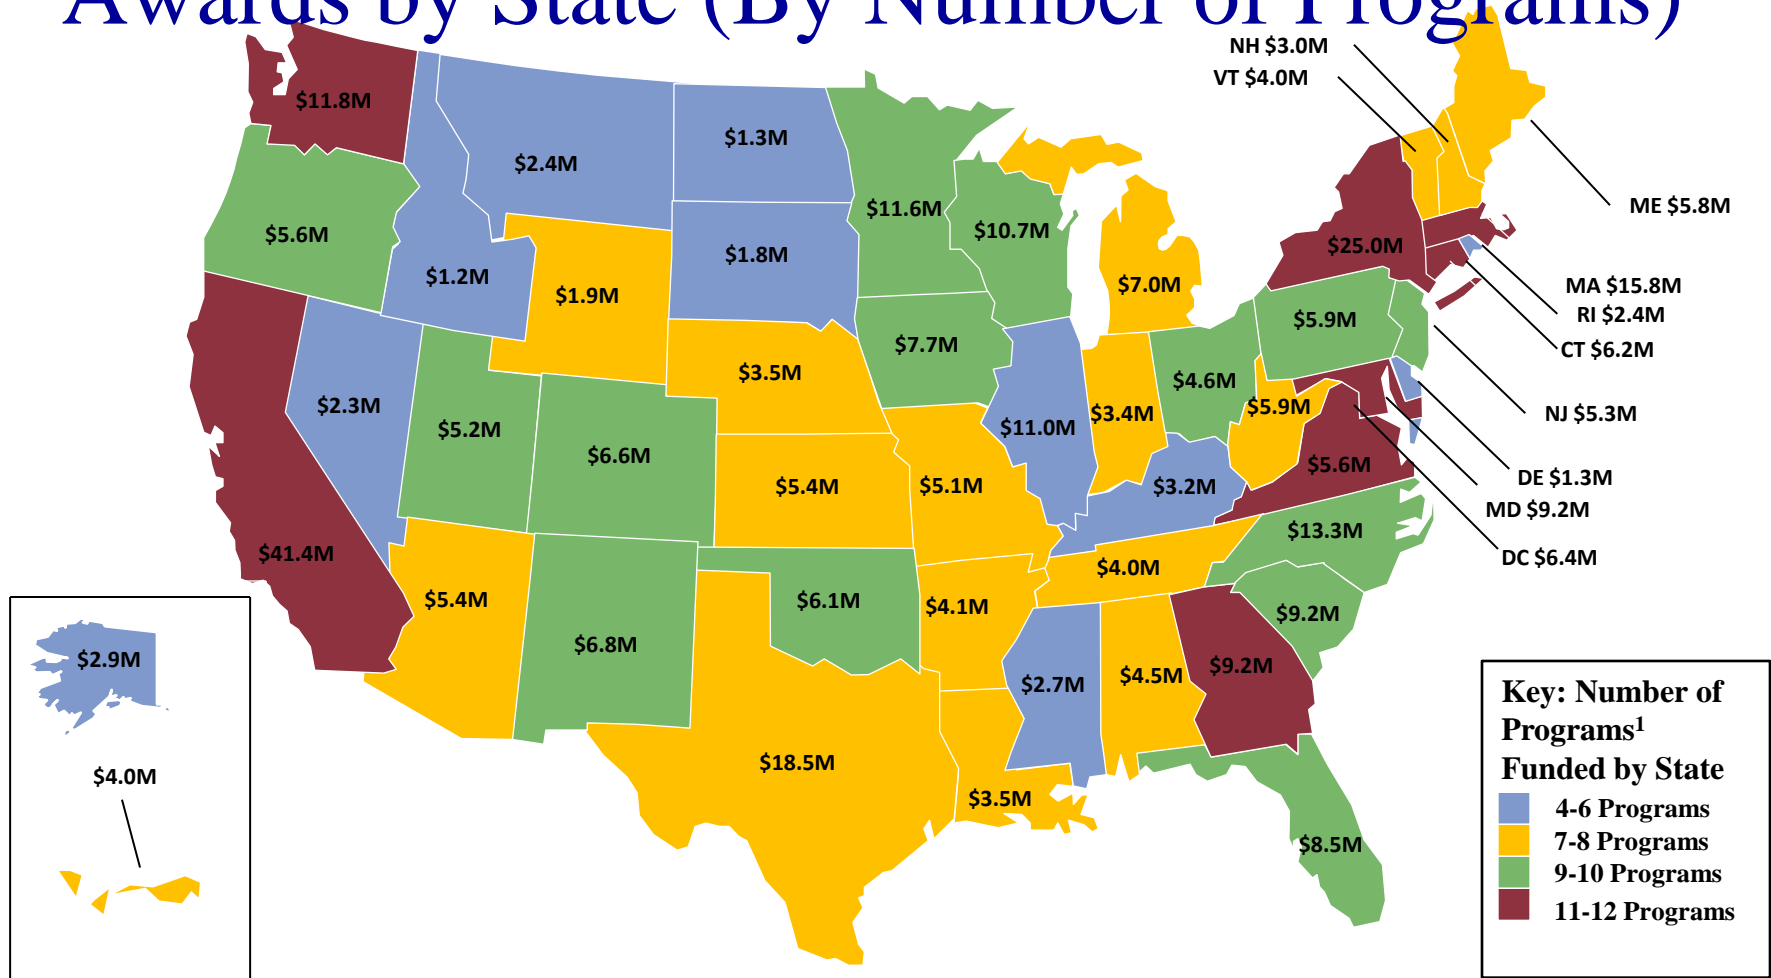 Awards by State (By Number of Programs)
NH $3.0M
VT $4.0M
$11.8M
$1.3M
$2.4M
$11.6M
ME $5.8M
$5.6M
$10.7M
$25.0M
$1.8M
$1.2M
$7.0M
MA $15.8M
$1.9M
RI $2.4M
$5.9M
$7.7M
CT $6.2M
$3.5M
$4.6M
$2.3M
$5.9M
$3.4M
NJ $5.3M
$5.2M
$11.0M
$6.6M
$5.6M
DE $1.3M
$5.4M
$5.1M
$3.2M
MD $9.2M
$13.3M
$41.4M
DC $6.4M
$4.0M
$5.4M
$6.1M
$4.1M
$9.2M
$6.8M
$2.9M
$9.2M
$4.5M
$2.7M
$18.5M
$4.0M
$3.5M
$8.5M
Key: Number of
Programs1
Funded by State
4-6 Programs
7-8 Programs
9-10 Programs
11-12 Programs